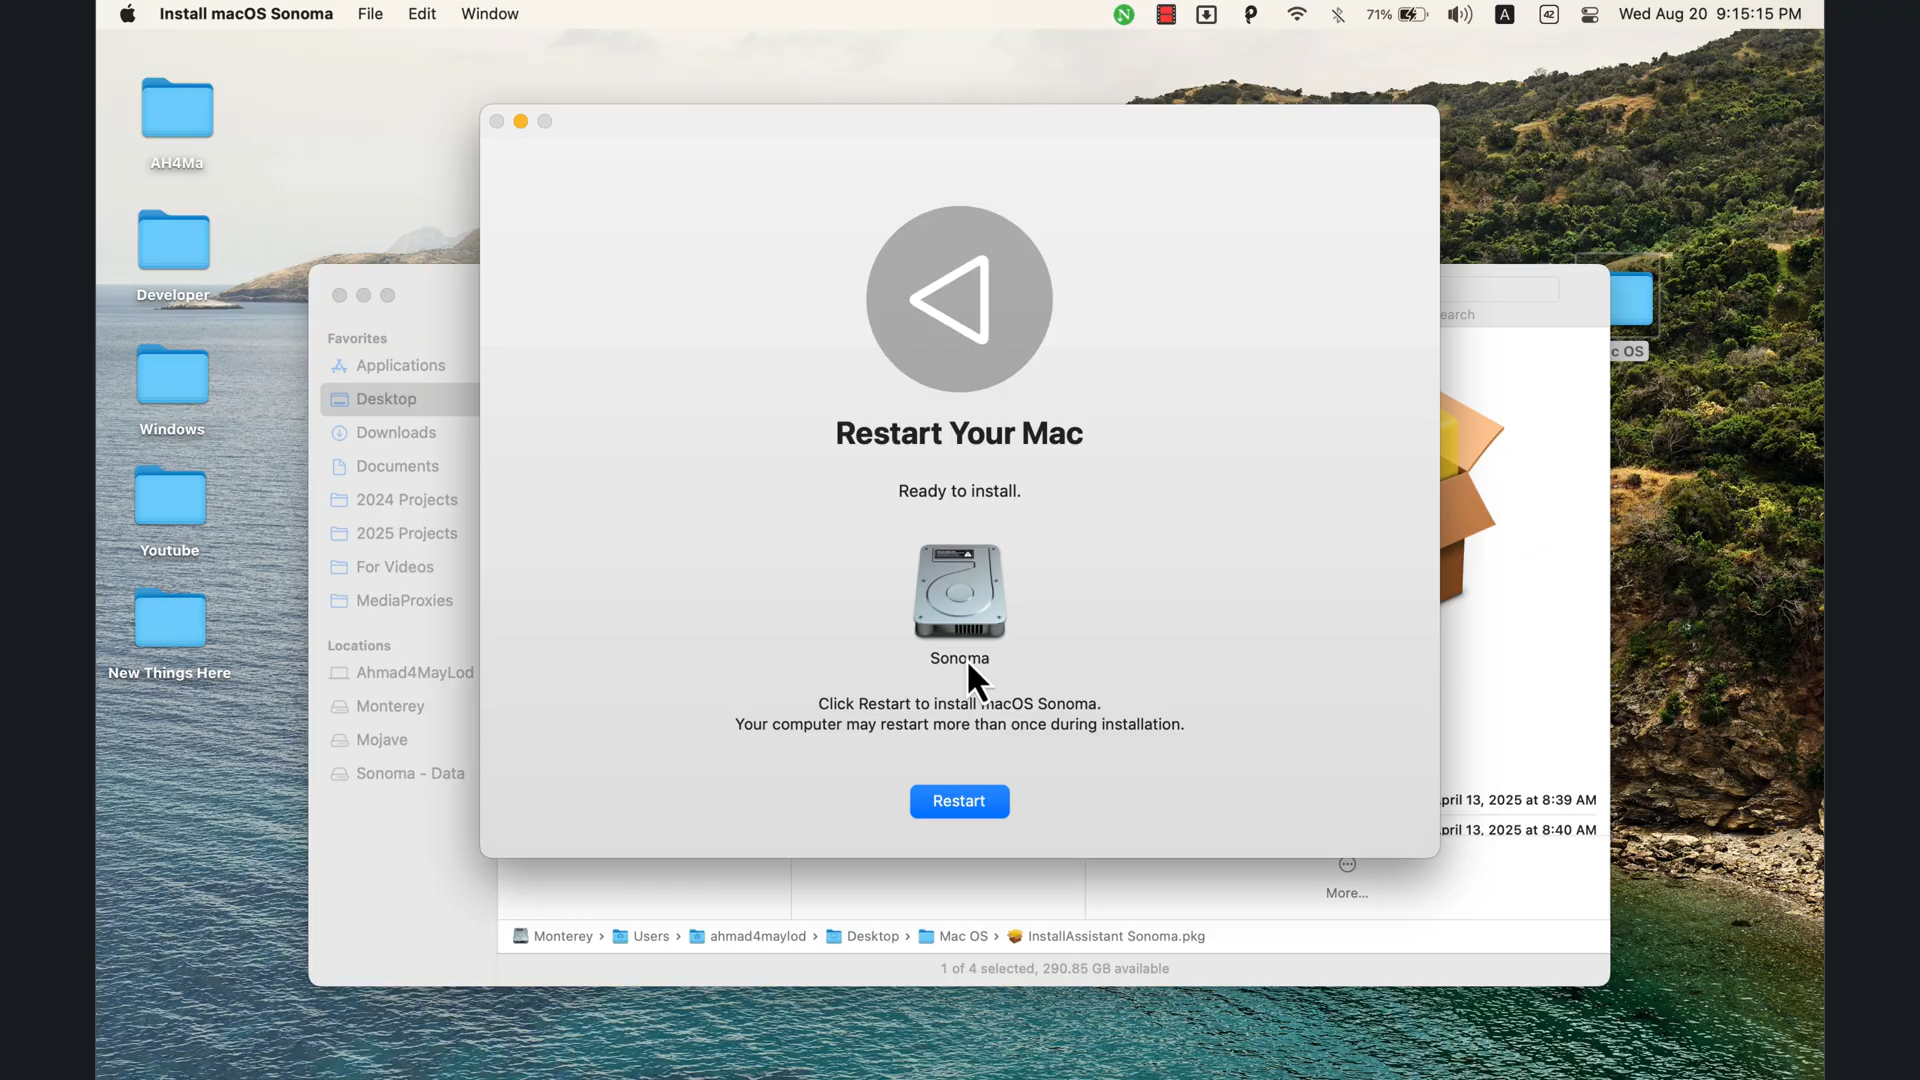 Install macOS Sonoma File Edit Window
N 71% A 42 Wed Aug 20 9:15:15 PM
AH4Ma
Developer
Windows
Youtube
New Things Here
Favorites
Applications
Desktop
Downloads
Documents
2024 Projects
2025 Projects
For Videos
MediaProxies
Locations
Ahmad4MayLod
Monterey
Mojave
Sonoma - Data
Restart Your Mac
Ready to install.
Sonoma
Click Restart to install macOS Sonoma.
Your computer may restart more than once during installation.
Restart
earch
c OS
pril 13, 2025 at 8:39 AM
pril 13, 2025 at 8:40 AM
More...
Monterey › Users › ahmad4maylod › Desktop › Mac OS › InstallAssistant Sonoma.pkg
1 of 4 selected, 290.85 GB available